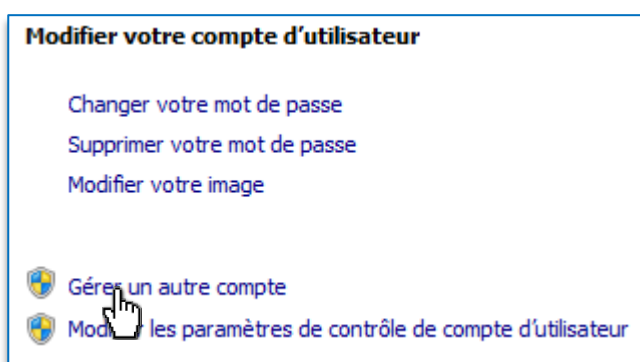 Modifier votre compte d'utilisateur
Changer votre mot de passe
Supprimer votre mot de passe
Modifier votre image
Gérer un autre compte
Modifier les paramètres de contrôle de compte d'utilisateur